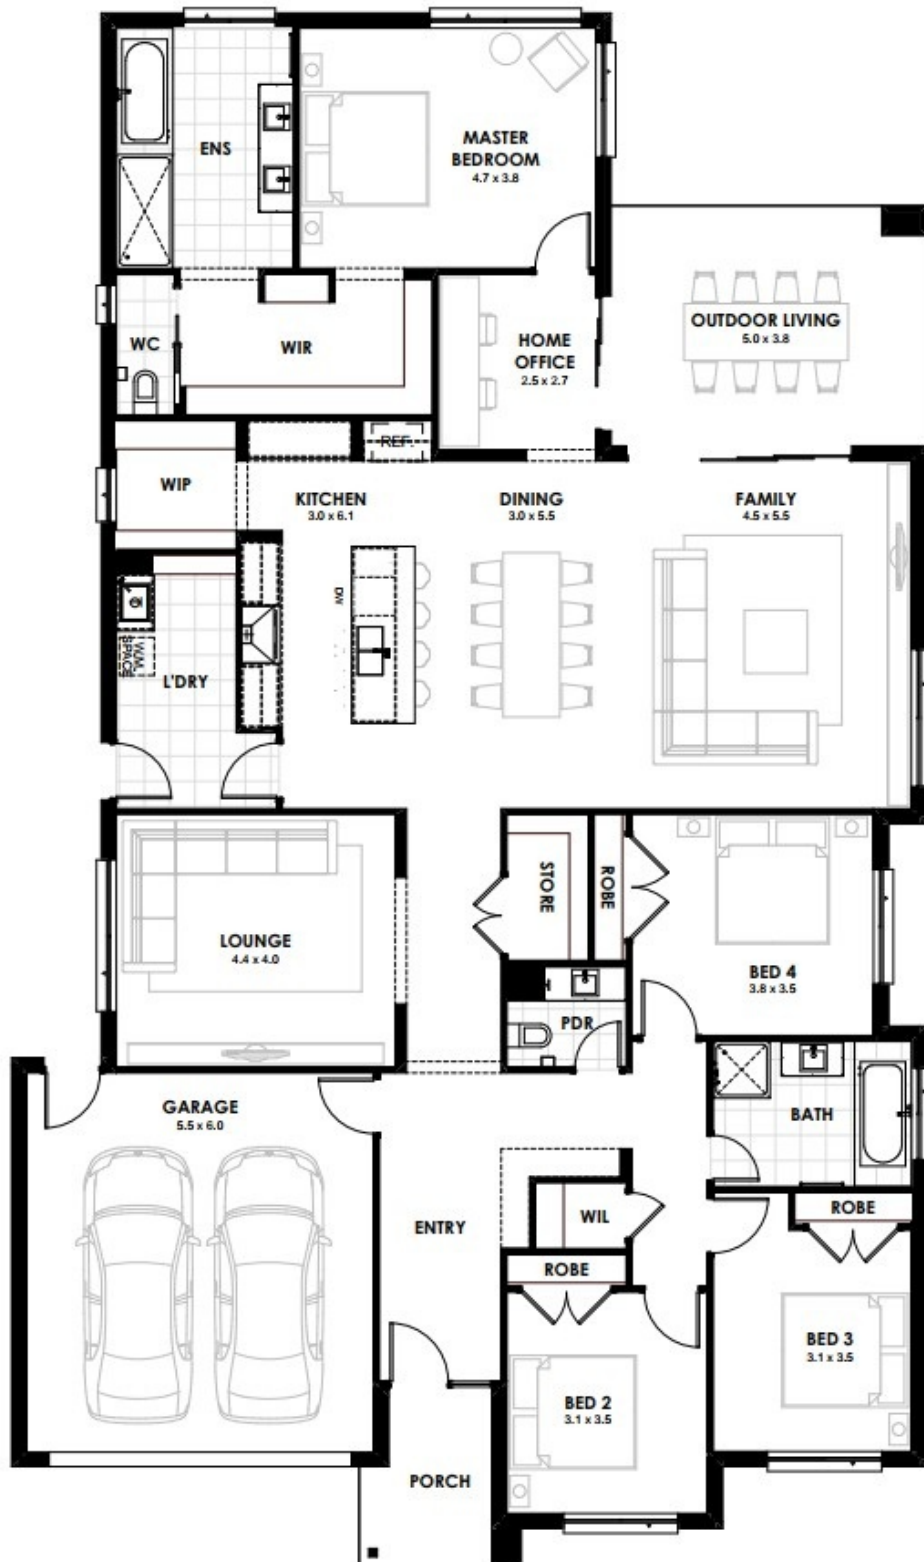 ENS
MASTER
BEDROOM
4.7 x 3.8
WC
WIR
HOME
OFFICE
2.5 x 2.7
OUTDOOR LIVING
5.0 x 3.8
REF.
WIP
KITCHEN
3.0 x 6.1
DINING
3.0 x 5.5
FAMILY
4.5 x 5.5
DW
W.M.
SPACE
L'DRY
LOUNGE
4.4 x 4.0
STORE
ROBE
BED 4
3.8 x 3.5
PDR
GARAGE
5.5 x 6.0
BATH
ENTRY
WIL
ROBE
ROBE
BED 3
3.1 x 3.5
BED 2
3.1 x 3.5
PORCH